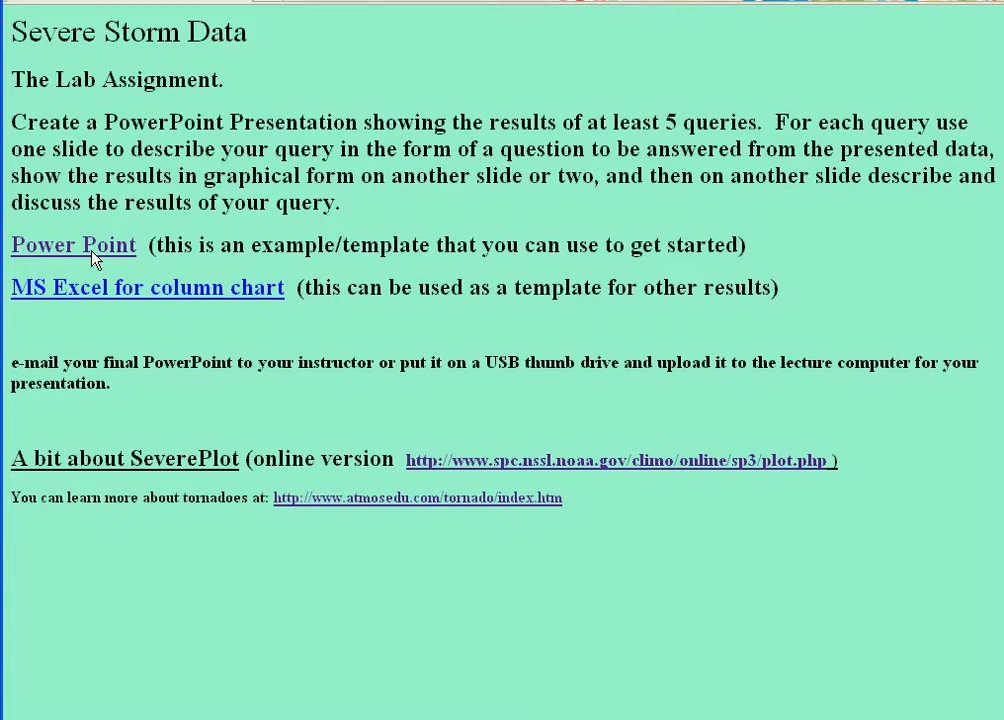 Severe Storm Data
The Lab Assignment.
Create a PowerPoint Presentation showing the results of at least 5 queries. For each query use
one slide to describe your query in the form of a question to be answered from the presented data,
show the results in graphical form on another slide or two, and then on another slide describe and
discuss the results of your query.
Power Point (this is an example/template that you can use to get started)
MS Excel for column chart (this can be used as a template for other results)
e-mail your final PowerPoint to your instructor or put it on a USB thumb drive and upload it to the lecture computer for your
presentation.
A bit about SeverePlot (online version http://www.spc.nssl.noaa.gov/climo/online/sp3/plot.php )
You can learn more about tornadoes at: http://www.atmosedu.com/tornado/index.htm